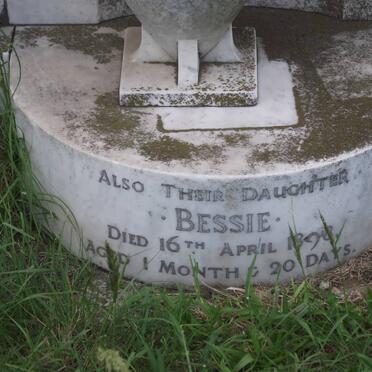 Also Their Daughter
· Bessie ·
Died 16th April
Aged 1 Month & 20 Days.